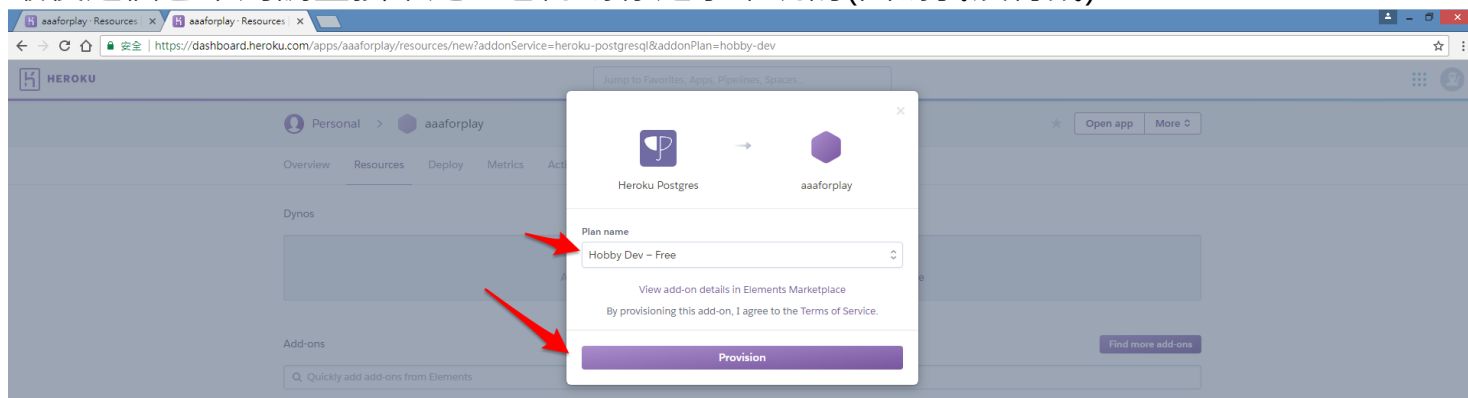 aaaforplay · Resources
aaaforplay · Resources
安全 | https://dashboard.heroku.com/apps/aaaforplay/resources/new?addonService=heroku-postgresql&addonPlan=hobby-dev
HEROKU
Jump to Favorites, Apps, Pipelines, Spaces...
Personal > aaaforplay
Open app More
Overview Resources Deploy Metrics
Heroku Postgres aaaforplay
Dynos
Plan name
Hobby Dev – Free
View add-on details in Elements Marketplace
By provisioning this add-on, I agree to the Terms of Service.
Provision
Add-ons
Find more add-ons
Quickly add add-ons from Elements